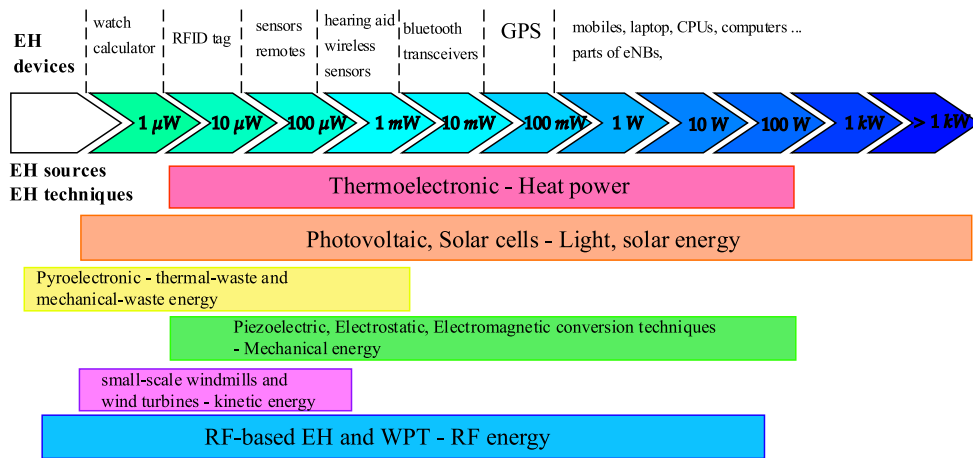 EH
devices
watch
calculator
RFID tag
sensors
remotes
hearing aid
wireless
sensors
bluetooth
transceivers
GPS
mobiles, laptop, CPUs, computers ...
parts of eNBs,
1 μW
10 μW
100 μW
1 mW
10 mW
100 mW
1 W
10 W
100 W
1 kW
> 1 kW
EH sources
EH techniques
Thermoelectronic - Heat power
Photovoltaic, Solar cells - Light, solar energy
Pyroelectronic - thermal-waste and
mechanical-waste energy
Piezoelectric, Electrostatic, Electromagnetic conversion techniques
- Mechanical energy
small-scale windmills and
wind turbines - kinetic energy
RF-based EH and WPT - RF energy